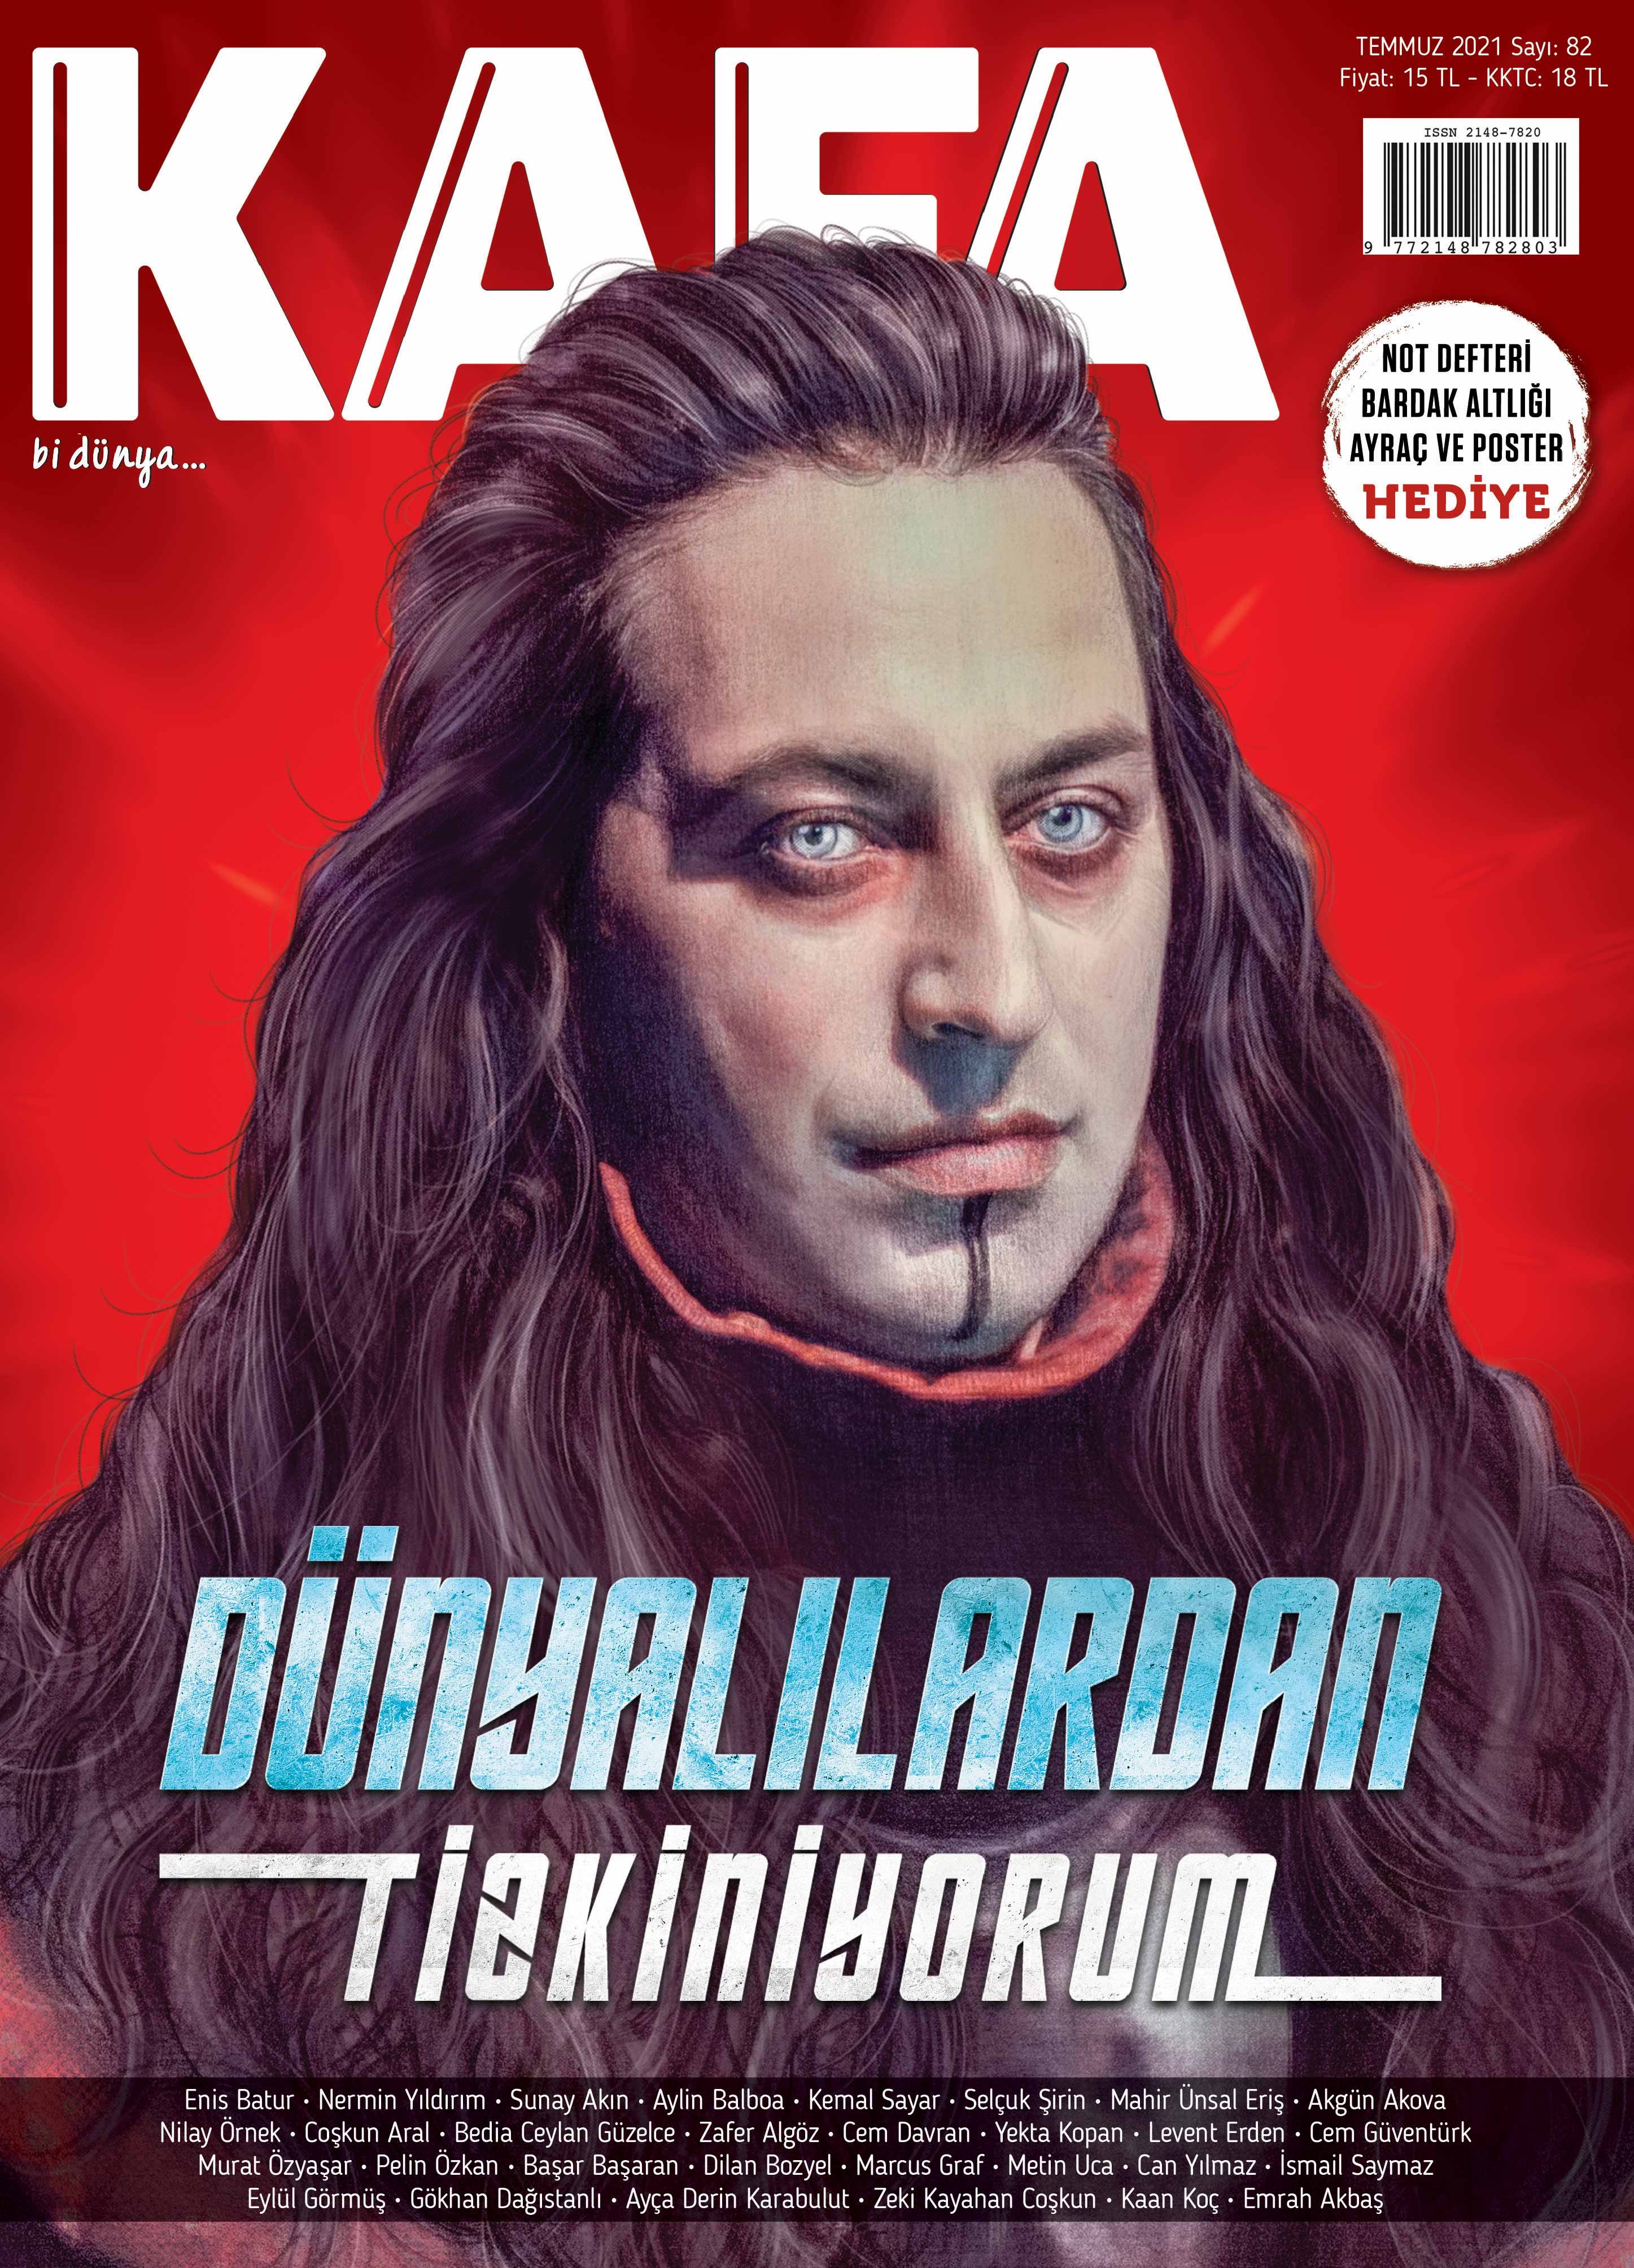 KAFA
bi dünya...
TEMMUZ 2021 Sayı: 82
Fiyat: 15 TL - KKTC: 18 TL
ISSN 2148-7820
9 772148 782803
NOT DEFTERİ
BARDAK ALTLIĞI
AYRAÇ VE POSTER
HEDİYE
DÜNYALILARDAN
TİSKİNİYORUM
Enis Batur • Nermin Yıldırım • Sunay Akın • Aylin Balboa • Kemal Sayar • Selçuk Şirin • Mahir Ünsal Eriş • Akgün Akova
Nilay Örnek • Coşkun Aral • Bedia Ceylan Güzelce • Zafer Algöz • Cem Davran • Yekta Kopan • Levent Erden • Cem Güventürk
Murat Özyaşar • Pelin Özkan • Başar Başaran • Dilan Bozyel • Marcus Graf • Metin Uca • Can Yılmaz • İsmail Saymaz
Eylül Görmüş • Gökhan Dağıstanlı • Ayça Derin Karabulut • Zeki Kayahan Coşkun • Kaan Koç • Emrah Akbaş